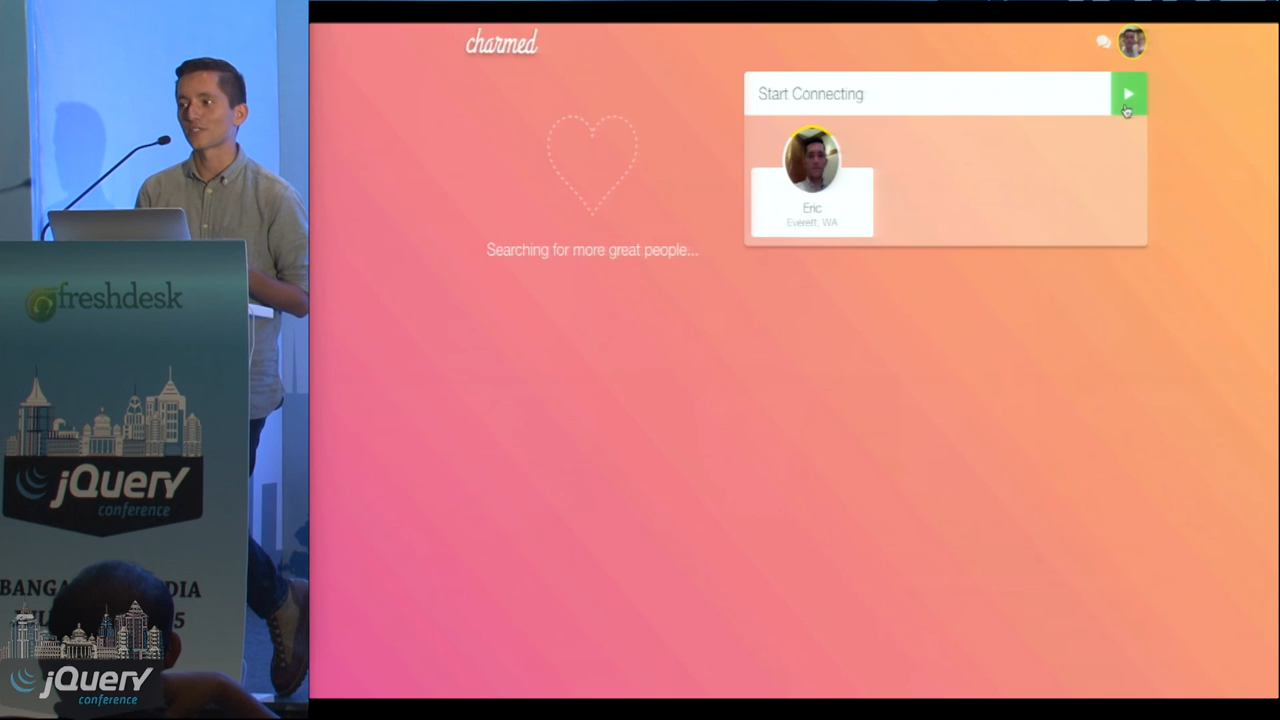 charmed
Start Connecting
Eric
Everett, WA
Searching for more great people...
freshdesk
jQuery
conference
jQuery
conference